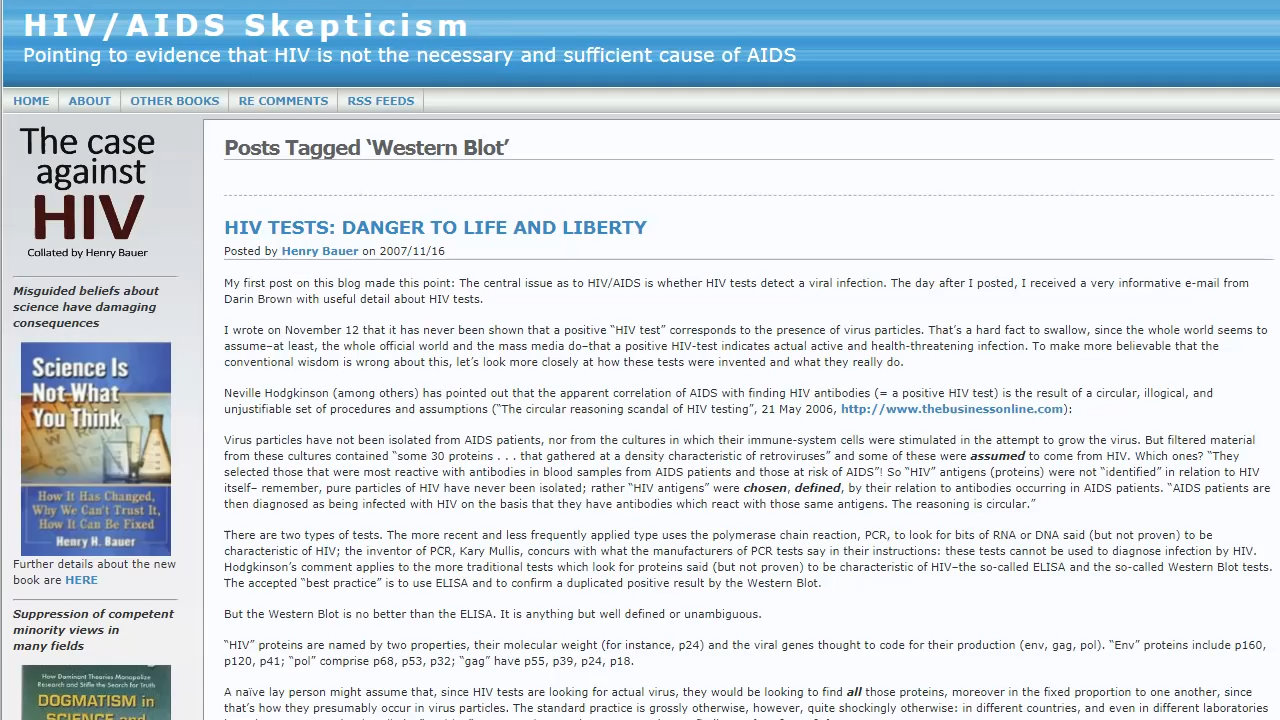 HIV/AIDS Skepticism
Pointing to evidence that HIV is not the necessary and sufficient cause of AIDS
HOME ABOUT OTHER BOOKS RE COMMENTS RSS FEEDS
The case
against
HIV
Collated by Henry Bauer
Misguided beliefs about
science have damaging
consequences
Science Is
Not What
You Think
How It Has Changed,
Why We Can't Trust It,
How It Can Be Fixed
Henry H. Bauer
Further details about the new
book are HERE
Suppression of competent
minority views in
many fields
How Dominant Theories Monopolize
Research and Stifle the Search for Truth
DOGMATISM in
SCIENCE and
Posts Tagged ‘Western Blot’
HIV TESTS: DANGER TO LIFE AND LIBERTY
Posted by Henry Bauer on 2007/11/16
My first post on this blog made this point: The central issue as to HIV/AIDS is whether HIV tests detect a viral infection. The day after I posted, I received a very informative e-mail from
Darin Brown with useful detail about HIV tests.
I wrote on November 12 that it has never been shown that a positive “HIV test” corresponds to the presence of virus particles. That’s a hard fact to swallow, since the whole world seems to
assume–at least, the whole official world and the mass media do–that a positive HIV-test indicates actual active and health-threatening infection. To make more believable that the
conventional wisdom is wrong about this, let’s look more closely at how these tests were invented and what they really do.
Neville Hodgkinson (among others) has pointed out that the apparent correlation of AIDS with finding HIV antibodies (= a positive HIV test) is the result of a circular, illogical, and
unjustifiable set of procedures and assumptions (“The circular reasoning scandal of HIV testing”, 21 May 2006, http://www.thebusinessonline.com):
Virus particles have not been isolated from AIDS patients, nor from the cultures in which their immune-system cells were stimulated in the attempt to grow the virus. But filtered material
from these cultures contained “some 30 proteins . . . that gathered at a density characteristic of retroviruses” and some of these were assumed to come from HIV. Which ones? “They
selected those that were most reactive with antibodies in blood samples from AIDS patients and those at risk of AIDS”! So “HIV” antigens (proteins) were not “identified” in relation to HIV
itself– remember, pure particles of HIV have never been isolated; rather “HIV antigens” were chosen, defined, by their relation to antibodies occurring in AIDS patients. “AIDS patients are
then diagnosed as being infected with HIV on the basis that they have antibodies which react with those same antigens. The reasoning is circular.”
There are two types of tests. The more recent and less frequently applied type uses the polymerase chain reaction, PCR, to look for bits of RNA or DNA said (but not proven) to be
characteristic of HIV; the inventor of PCR, Kary Mullis, concurs with what the manufacturers of PCR tests say in their instructions: these tests cannot be used to diagnose infection by HIV.
Hodgkinson’s comment applies to the more traditional tests which look for proteins said (but not proven) to be characteristic of HIV–the so-called ELISA and the so-called Western Blot tests.
The accepted “best practice” is to use ELISA and to confirm a duplicated positive result by the Western Blot.
But the Western Blot is no better than the ELISA. It is anything but well defined or unambiguous.
“HIV” proteins are named by two properties, their molecular weight (for instance, p24) and the viral genes thought to code for their production (env, gag, pol). “Env” proteins include p160,
p120, p41; “pol” comprise p68, p53, p32; “gag” have p55, p39, p24, p18.
A naïve lay person might assume that, since HIV tests are looking for actual virus, they would be looking to find all those proteins, moreover in the fixed proportion to one another, since
that’s how they presumably occur in virus particles. The standard practice is grossly otherwise, however, quite shockingly otherwise: in different countries, and even in different laboratories